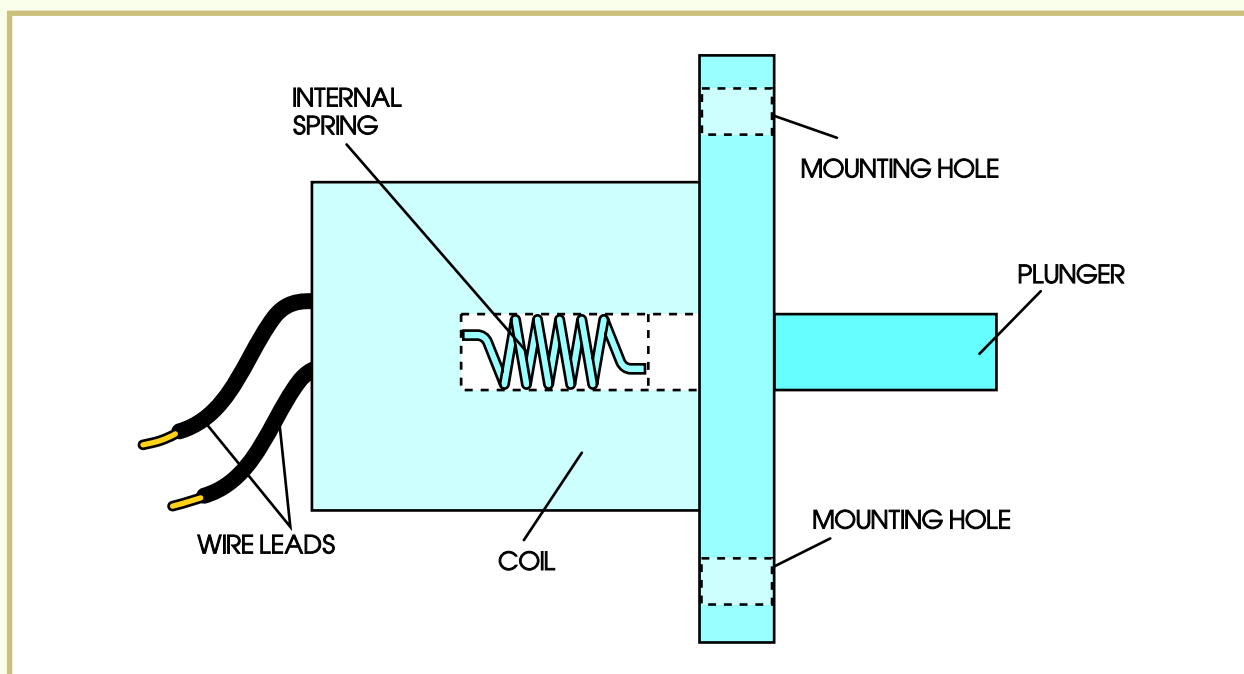 INTERNAL
SPRING
MOUNTING HOLE
PLUNGER
MOUNTING HOLE
WIRE LEADS
COIL